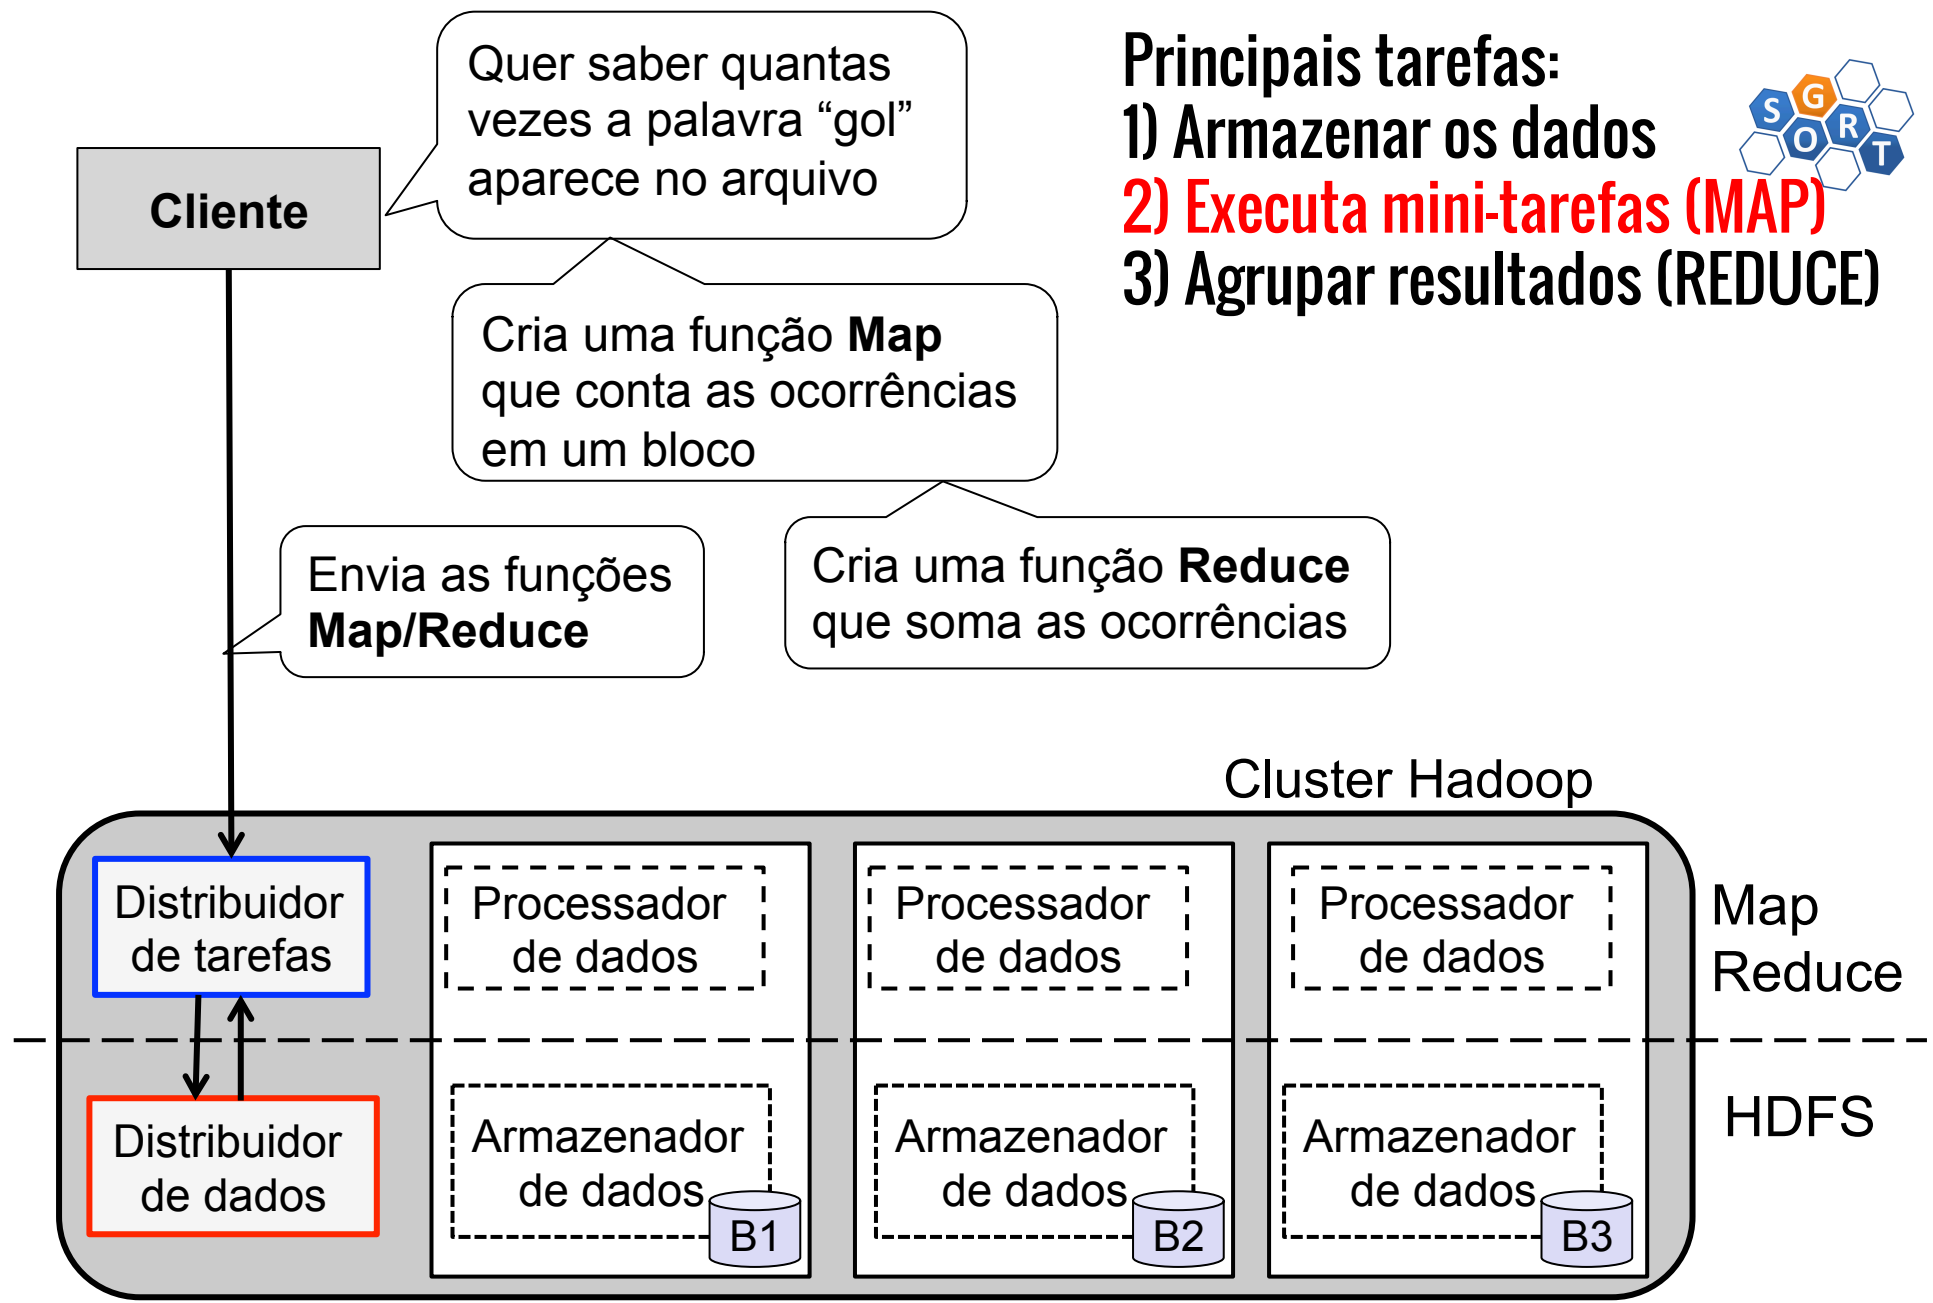 Quer saber quantas
vezes a palavra “gol”
aparece no arquivo
Principais tarefas:
1) Armazenar os dados
2) Executa mini-tarefas (MAP)
3) Agrupar resultados (REDUCE)
S G O R T
Cliente
Cria uma função Map
que conta as ocorrências
em um bloco
Envia as funções
Map/Reduce
Cria uma função Reduce
que soma as ocorrências
Cluster Hadoop
Distribuidor
de tarefas
Processador
de dados
Processador
de dados
Processador
de dados
Map
Reduce
Distribuidor
de dados
Armazenador
de dados
B1
Armazenador
de dados
B2
Armazenador
de dados
B3
HDFS